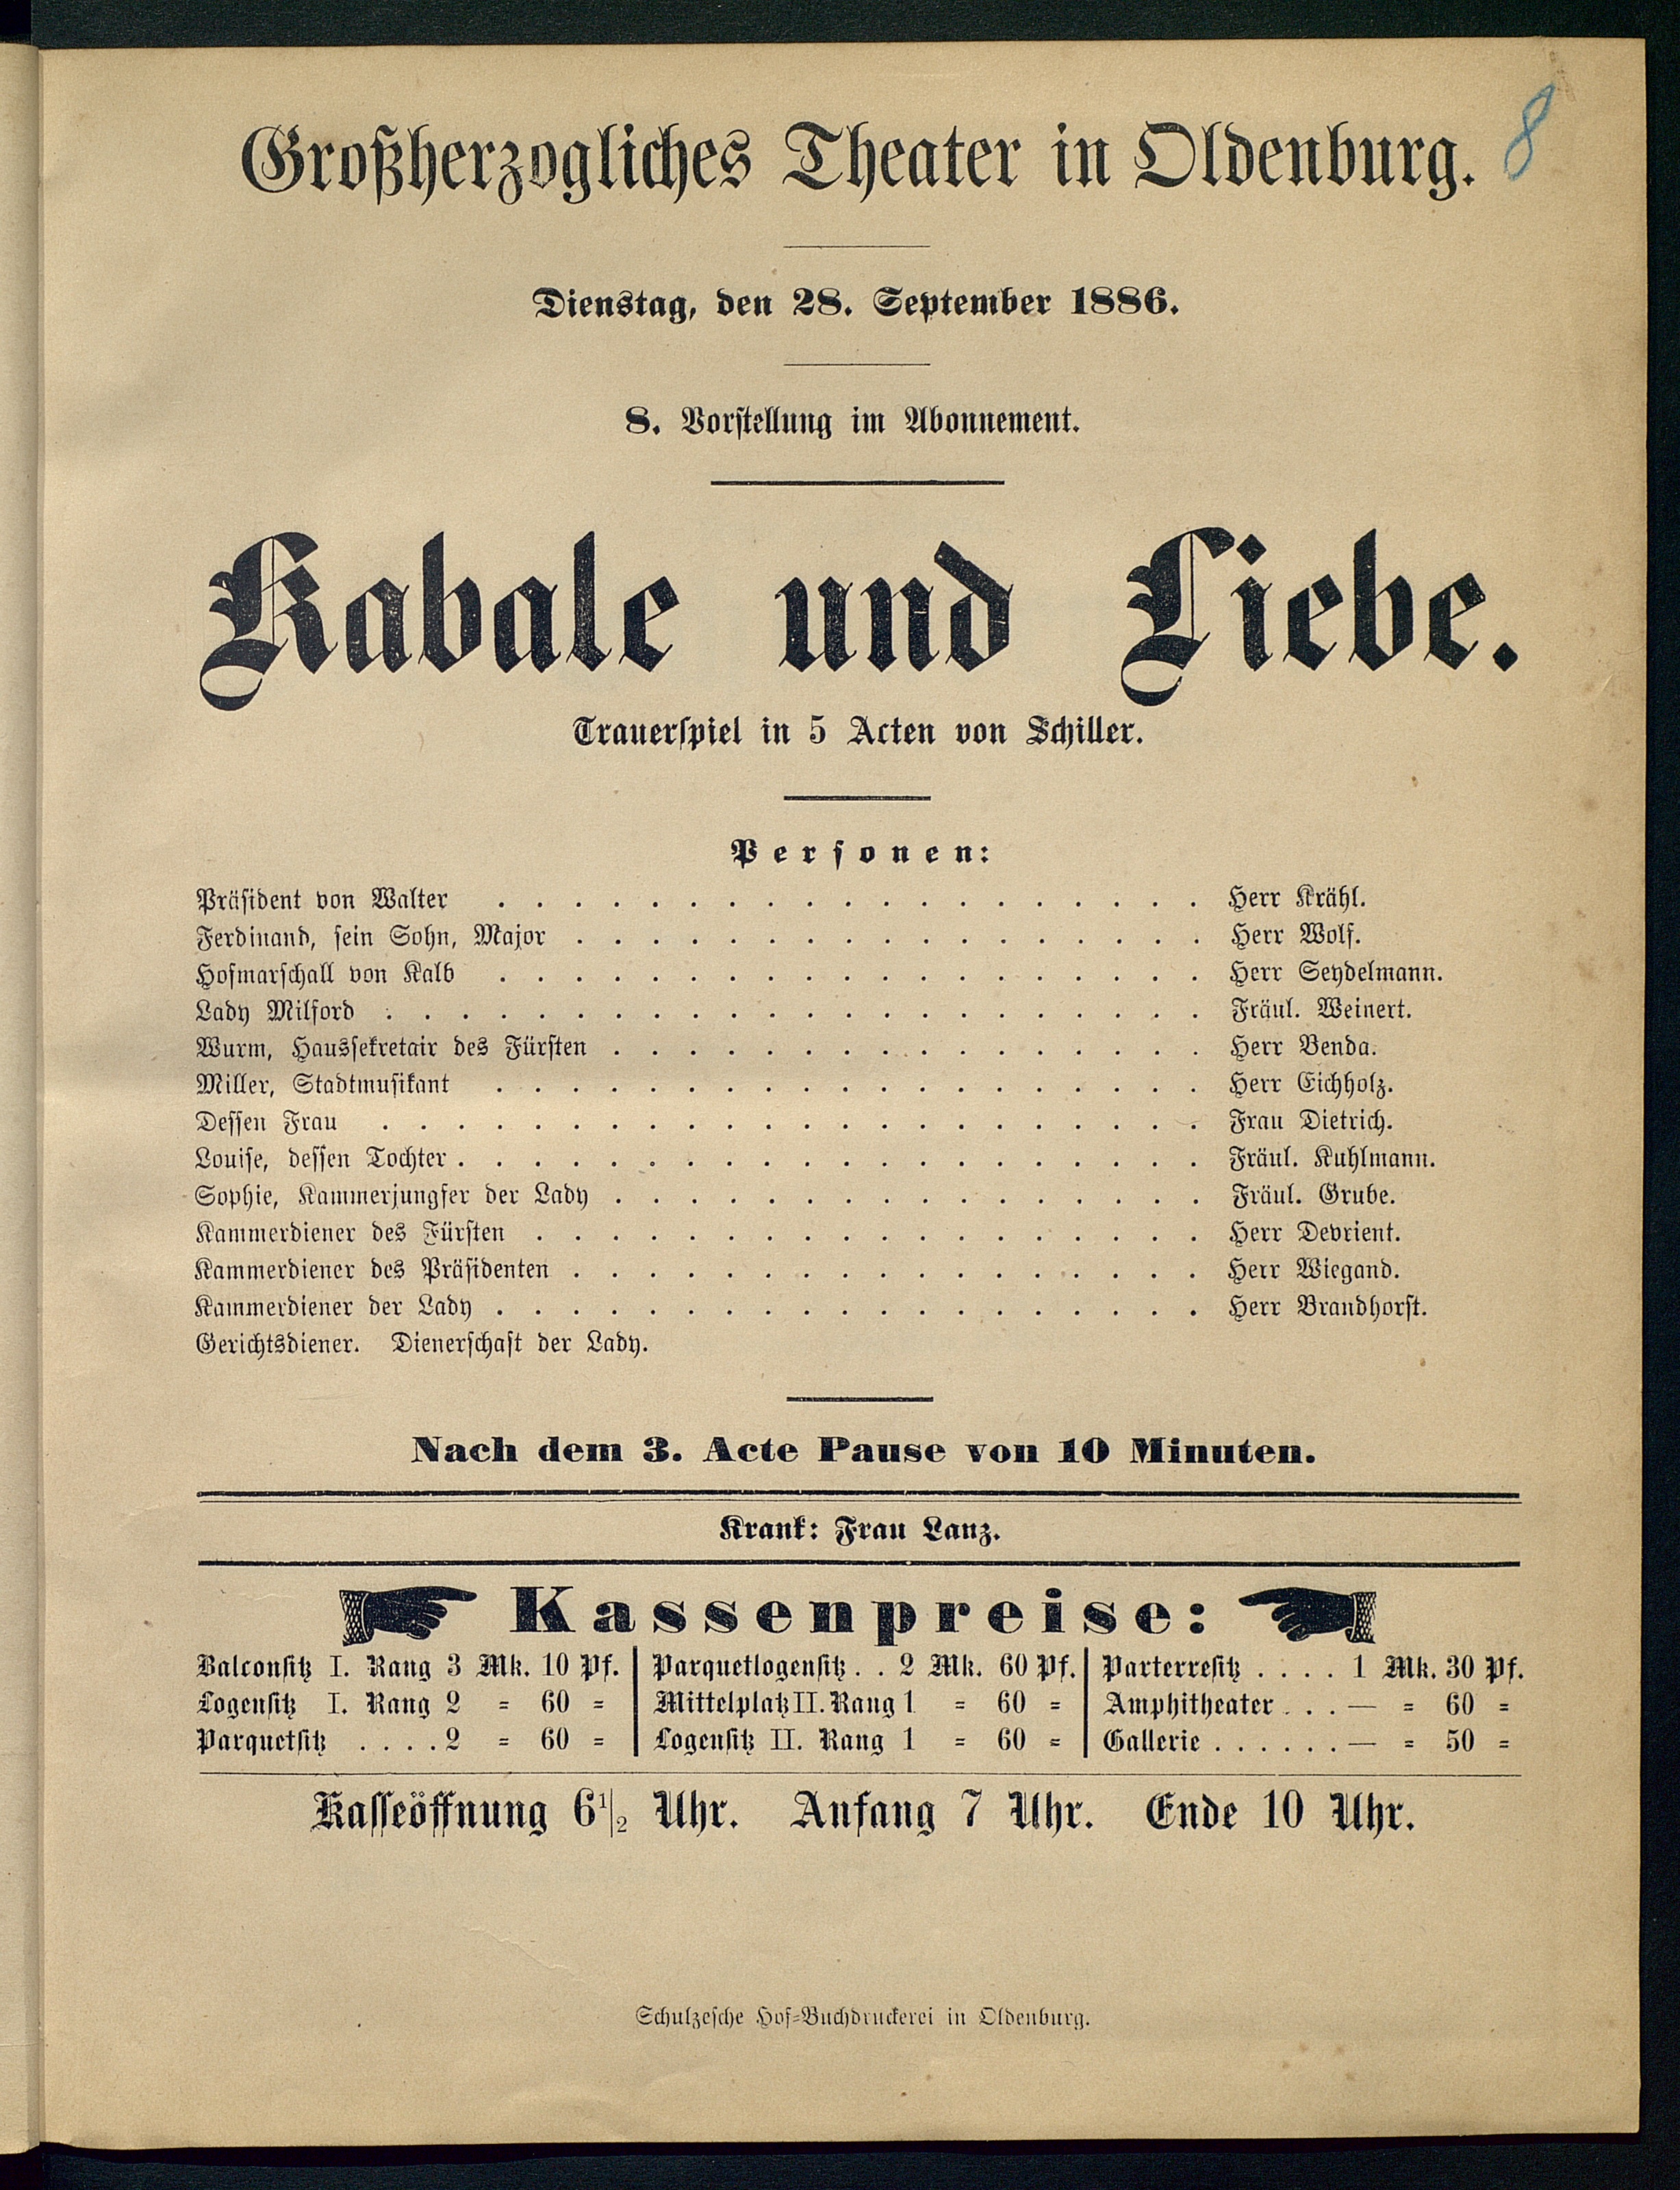 8
Großherzogliches Theater in Oldenburg.
Dienstag, den 28. September 1886.
8. Vorstellung im Abonnement.
Kabale und Liebe.
Trauerspiel in 5 Acten von Schiller.
Personen:
Präsident von Walter . . . . . . . . . . . . . . . . . . . Herr Krähl.
Ferdinand, sein Sohn, Major . . . . . . . . . . . . . . . . . Herr Wolf.
Hofmarschall von Kalb . . . . . . . . . . . . . . . . . . . Herr Seydelmann.
Lady Milford . . . . . . . . . . . . . . . . . . . . . . Fräul. Weinert.
Wurm, Haussekretair des Fürsten . . . . . . . . . . . . . . . . Herr Benda.
Miller, Stadtmusikant . . . . . . . . . . . . . . . . . . . Herr Eichholz.
Dessen Frau . . . . . . . . . . . . . . . . . . . . . . Frau Dietrich.
Louise, dessen Tochter . . . . . . . . . . . . . . . . . . . . Fräul. Kuhlmann.
Sophie, Kammerjungfer der Lady . . . . . . . . . . . . . . . . Fräul. Grube.
Kammerdiener des Fürsten . . . . . . . . . . . . . . . . . . Herr Devrient.
Kammerdiener des Präsidenten . . . . . . . . . . . . . . . . . Herr Wiegand.
Kammerdiener der Lady . . . . . . . . . . . . . . . . . . . Herr Brandhorst.
Gerichtsdiener. Dienerschaft der Lady.
Nach dem 3. Acte Pause von 10 Minuten.
Krank: Frau Lanz.
Kassenpreise:
Balconsitz I. Rang 3 Mk. 10 Pf. | Parquetlogensitz . . 2 Mk. 60 Pf. | Parterresitz . . . . 1 Mk. 30 Pf.
Logensitz I. Rang 2 = 60 = | Mittelplatz II. Rang 1 = 60 = | Amphitheater . . . — = 60 =
Parquetsitz . . . . 2 = 60 = | Logensitz II. Rang 1 = 60 = | Gallerie . . . . . . — = 50 =
Kasseöffnung 6 1/2 Uhr. Anfang 7 Uhr. Ende 10 Uhr.
Schulzesche Hof=Buchdruckerei in Oldenburg.